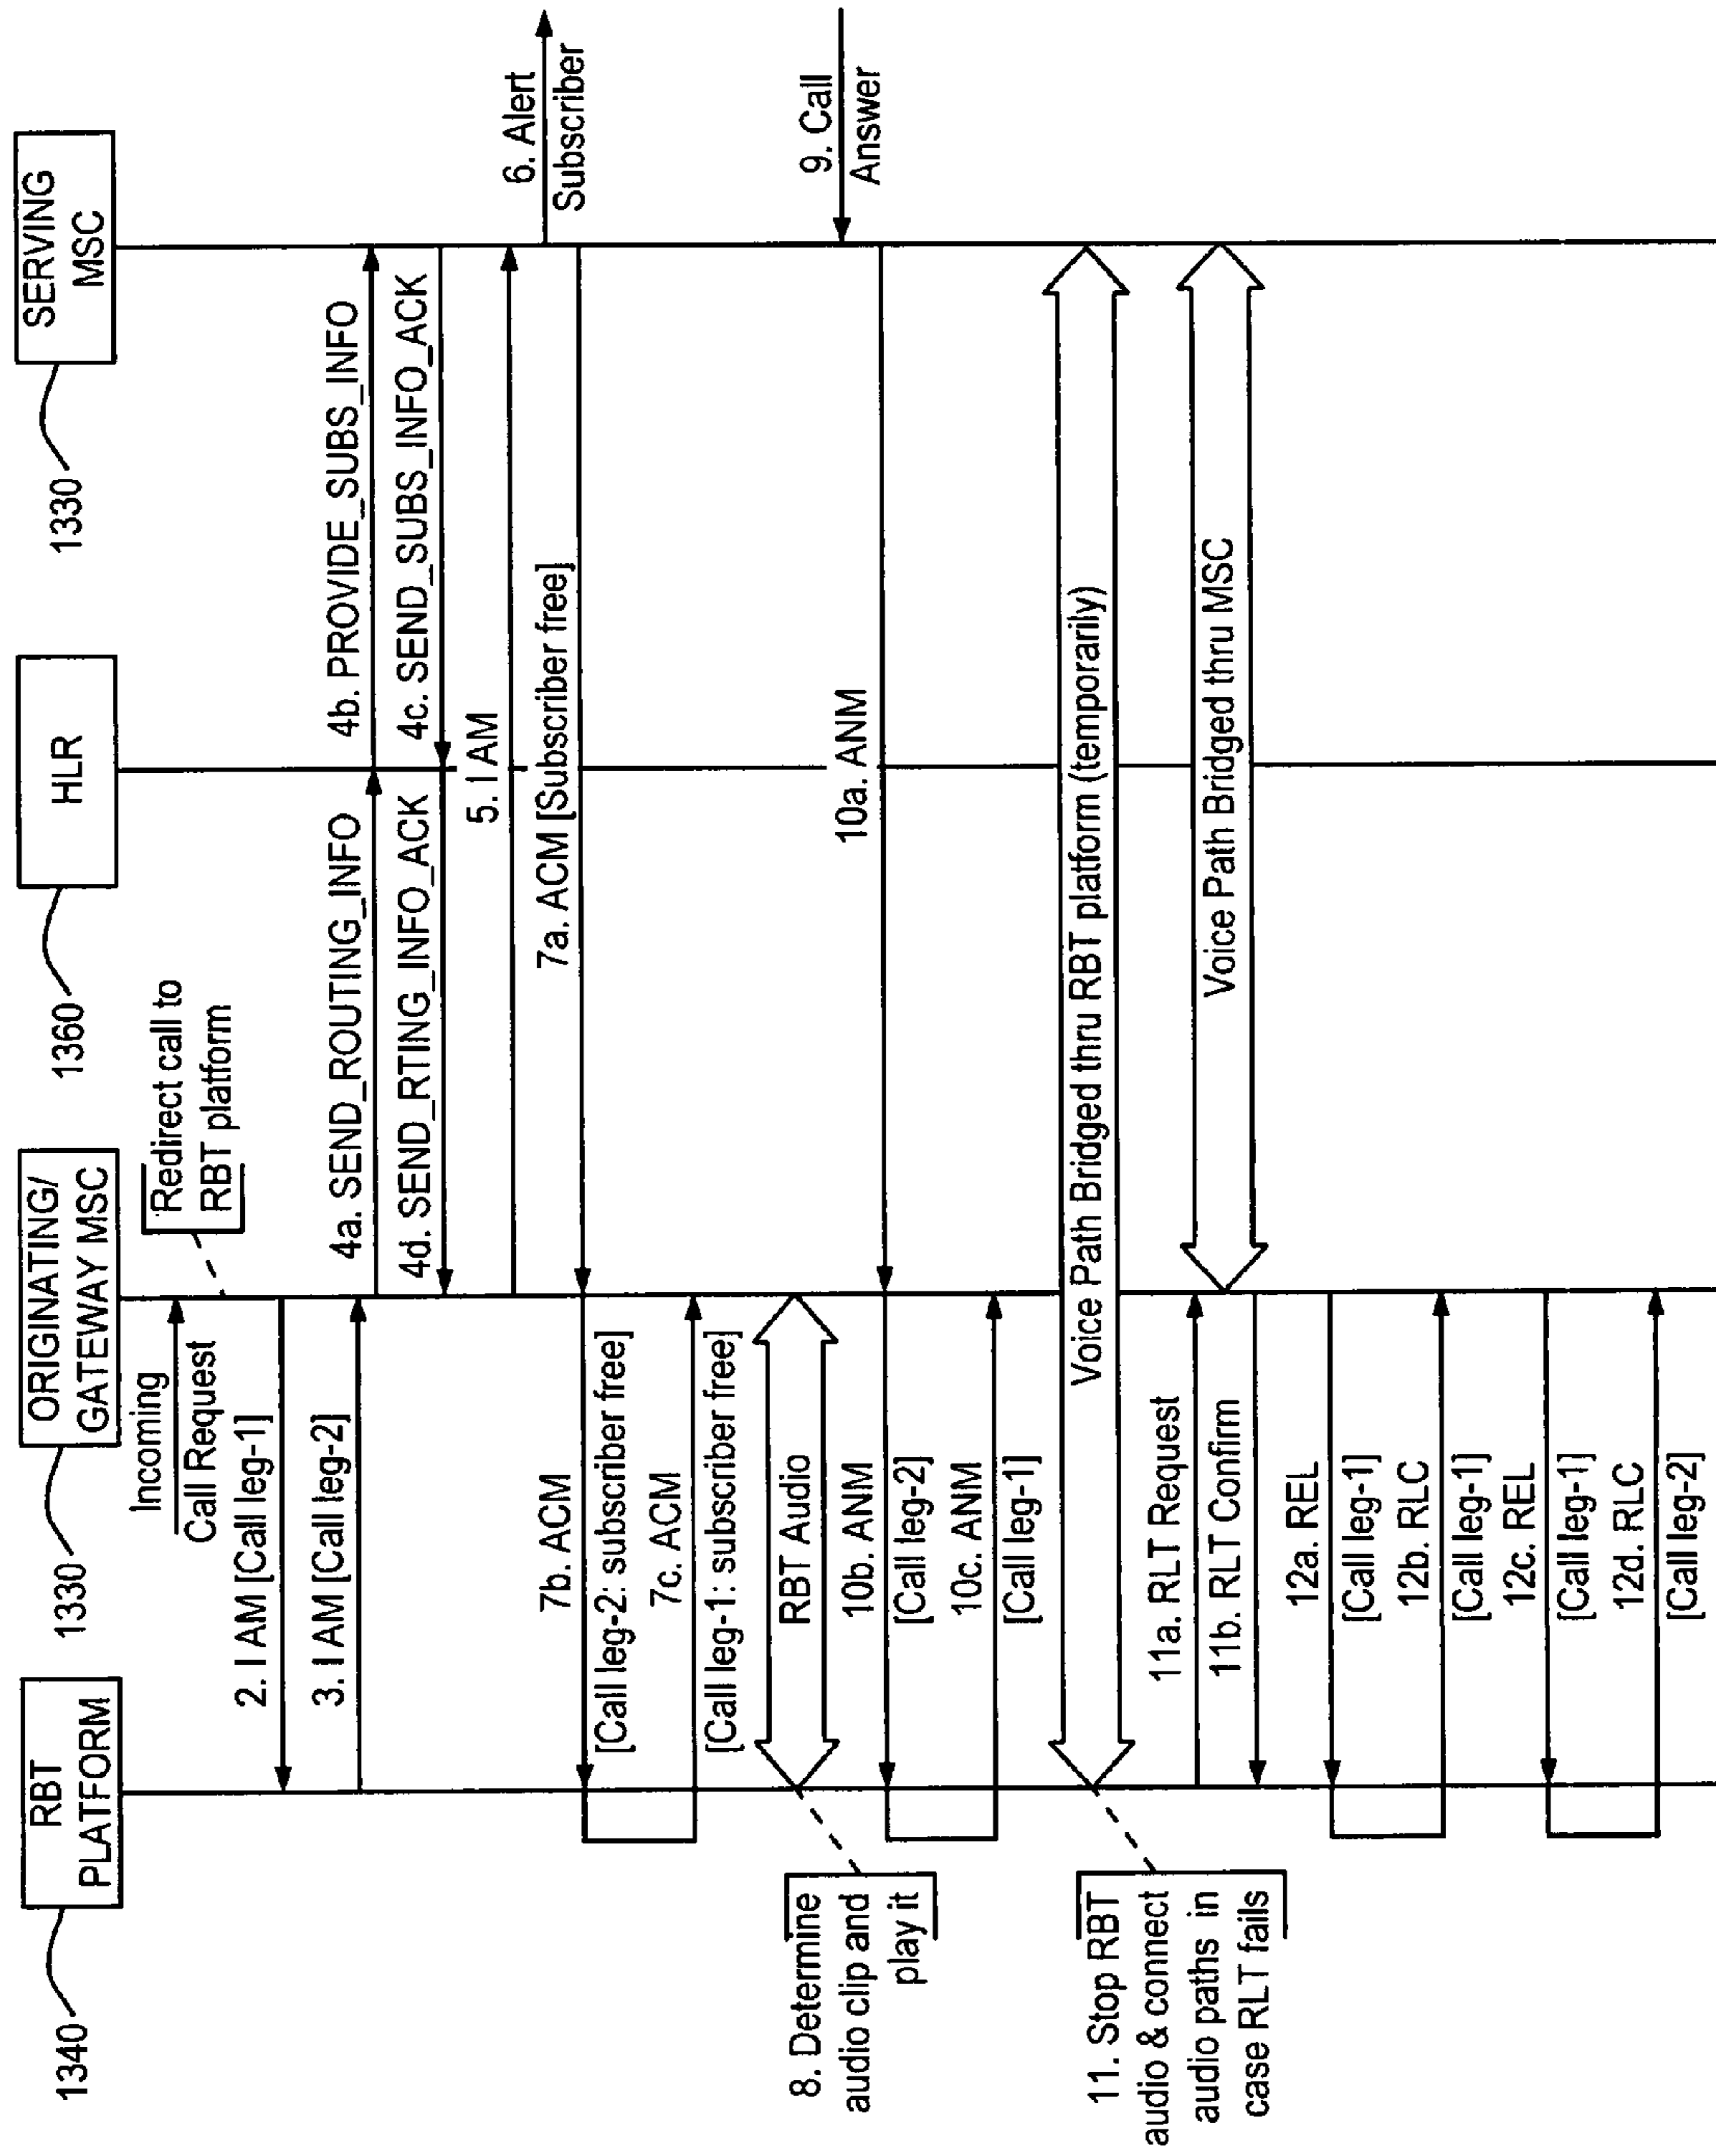 RBT
PLATFORM
1340
ORIGINATING/
GATEWAY MSC
1330
HLR
1360
SERVING
MSC
1330
Incoming
Call Request
Redirect call to
RBT platform
2. I AM [Call leg-1]
3. I AM [Call leg-2]
4a. SEND_ROUTING_INFO
4b. PROVIDE_SUBS_INFO
4d. SEND_RTING_INFO_ACK
4c. SEND_SUBS_INFO_ACK
5. I AM
6. Alert
Subscriber
7a. ACM [Subscriber free]
7b. ACM
[Call leg-2: subscriber free]
7c. ACM
[Call leg-1: subscriber free]
8. Determine
audio clip and
play it
RBT Audio
9. Call
Answer
10a. ANM
10b. ANM
[Call leg-2]
10c. ANM
[Call leg-1]
Voice Path Bridged thru RBT platform (temporarily)
11. Stop RBT
audio & connect
audio paths in
case RLT fails
11a. RLT Request
Voice Path Bridged thru MSC
11b. RLT Confirm
12a. REL
[Call leg-1]
12b. RLC
[Call leg-1]
12c. REL
[Call leg-1]
12d. RLC
[Call leg-2]